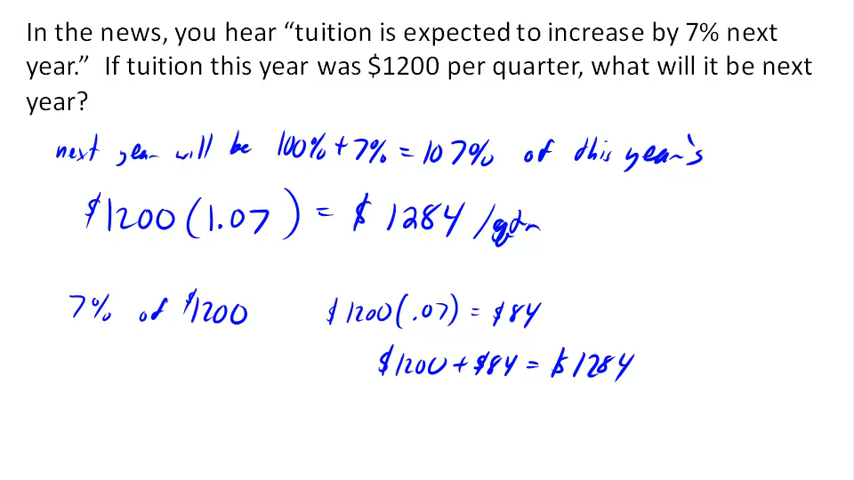 In the news, you hear “tuition is expected to increase by 7% next
year.” If tuition this year was $1200 per quarter, what will it be next
year?
next year will be 100% + 7% = 107% of this year's
$1200 (1.07) = $1284 /qtr
7% of $1200 $1200(.07) = $84
$1200 + $84 = $1284